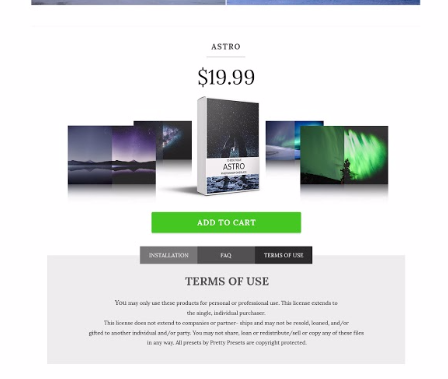 ASTRO
$19.99
ASTRO
ADD TO CART
INSTALLATION FAQ TERMS OF USE
TERMS OF USE
You may only use these products for personal or professional use. This license extends to
the single, individual purchaser.
This license does not extend to companies or partner- ships and may not be resold, loaned, and/or
gifted to another individual and/or party. You may not share, loan or redistribute/sell or copy any of these files
in any way. All presets by Pretty Presets are copyright protected.